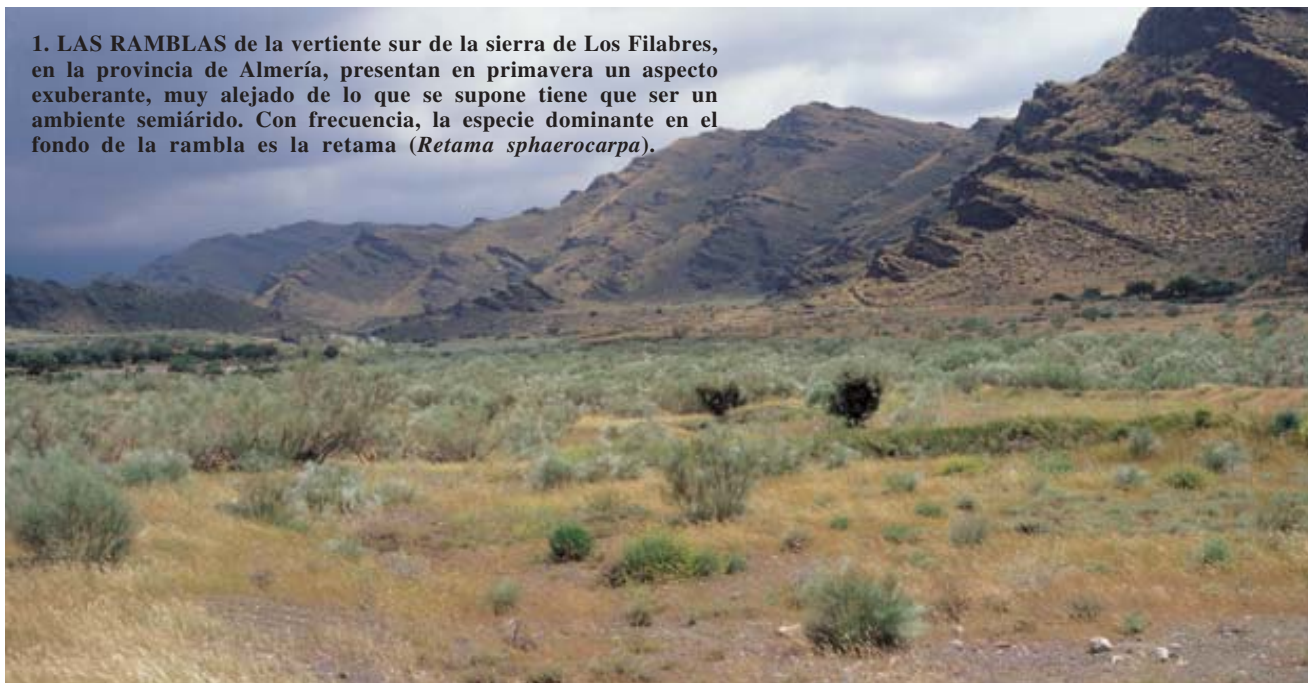 1. LAS RAMBLAS de la vertiente sur de la sierra de Los Filabres,
en la provincia de Almería, presentan en primavera un aspecto
exuberante, muy alejado de lo que se supone tiene que ser un
ambiente semiárido. Con frecuencia, la especie dominante en el
fondo de la rambla es la retama (Retama sphaerocarpa).